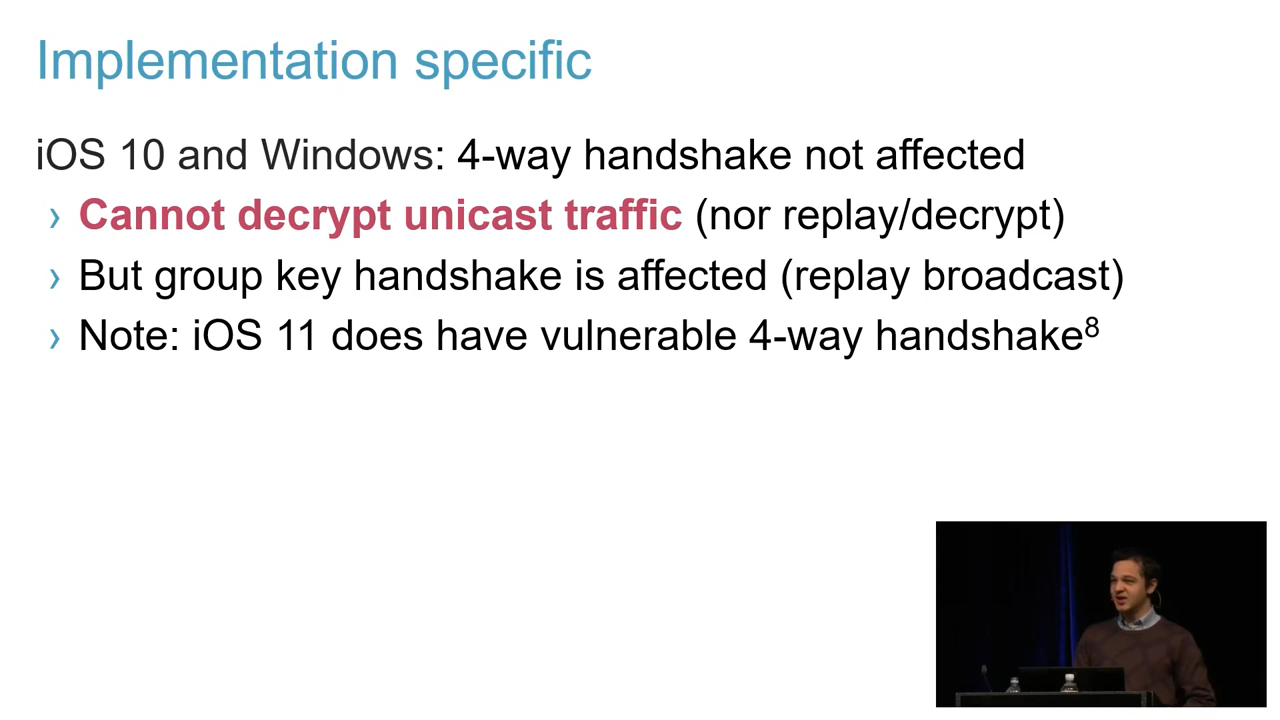 Implementation specific
iOS 10 and Windows: 4-way handshake not affected
› Cannot decrypt unicast traffic (nor replay/decrypt)
› But group key handshake is affected (replay broadcast)
› Note: iOS 11 does have vulnerable 4-way handshake⁸